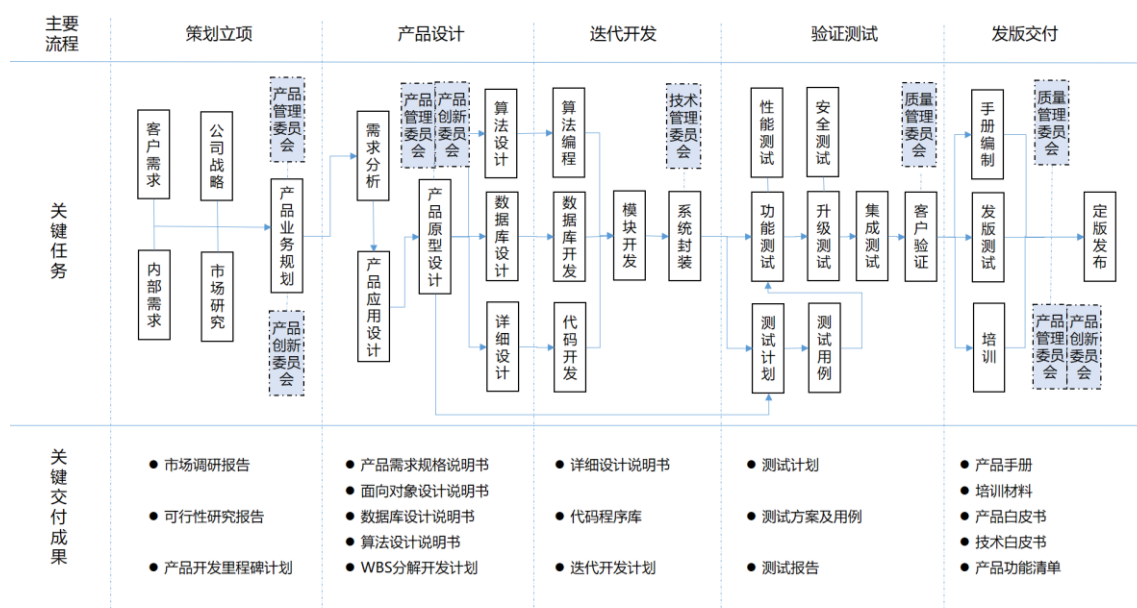 主要流程
策划立项
产品设计
迭代开发
验证测试
发版交付
关键任务
客户需求
公司战略
内部需求
市场研究
产品管理委员会
产品业务规划
产品创新委员会
需求分析
产品应用设计
产品管理委员会
产品创新委员会
产品原型设计
算法设计
数据库设计
详细设计
算法编程
数据库开发
代码开发
模块开发
技术管理委员会
系统封装
性能测试
安全测试
功能测试
升级测试
集成测试
质量管理委员会
客户验证
测试计划
测试用例
手册编制
发版测试
培训
质量管理委员会
产品管理委员会
产品创新委员会
定版发布
关键交付成果
● 市场调研报告
● 可行性研究报告
● 产品开发里程碑计划
● 产品需求规格说明书
● 面向对象设计说明书
● 数据库设计说明书
● 算法设计说明书
● WBS分解开发计划
● 详细设计说明书
● 代码程序库
● 迭代开发计划
● 测试计划
● 测试方案及用例
● 测试报告
● 产品手册
● 培训材料
● 产品白皮书
● 技术白皮书
● 产品功能清单